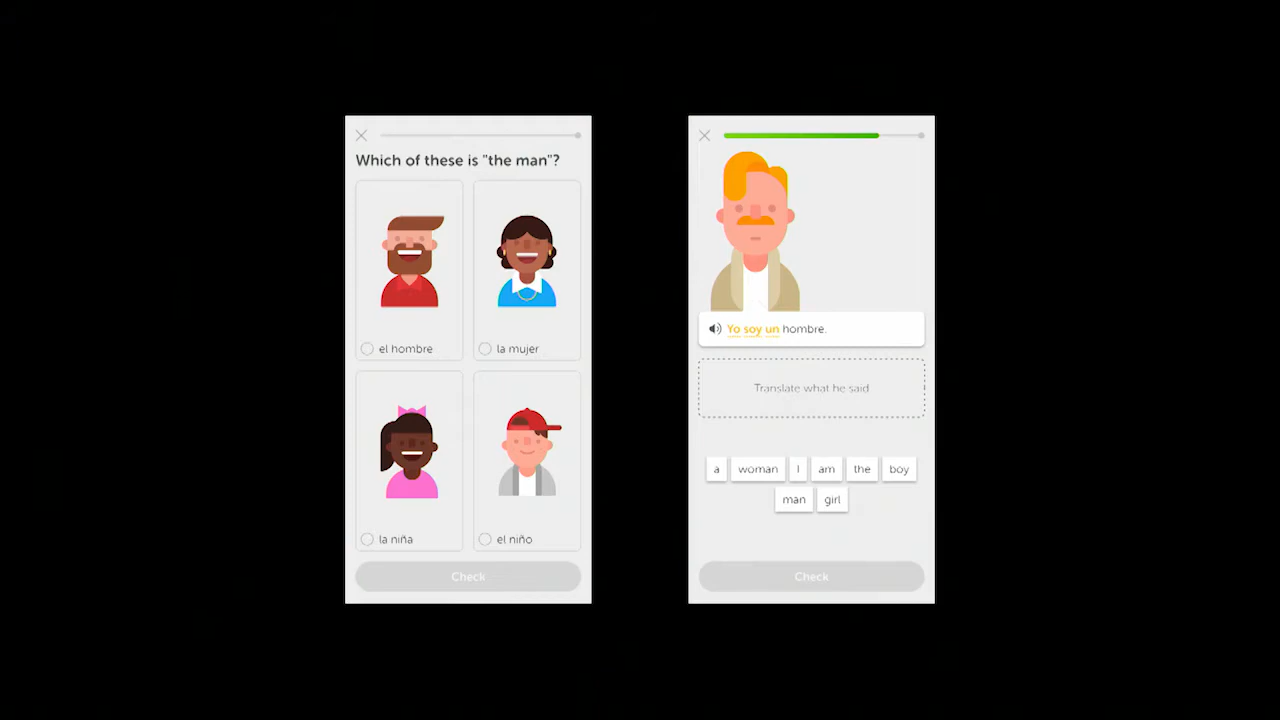 Which of these is "the man"?
el hombre
la mujer
la niña
el niño
Check
Yo soy un hombre.
Translate what he said
a woman I am the boy
man girl
Check